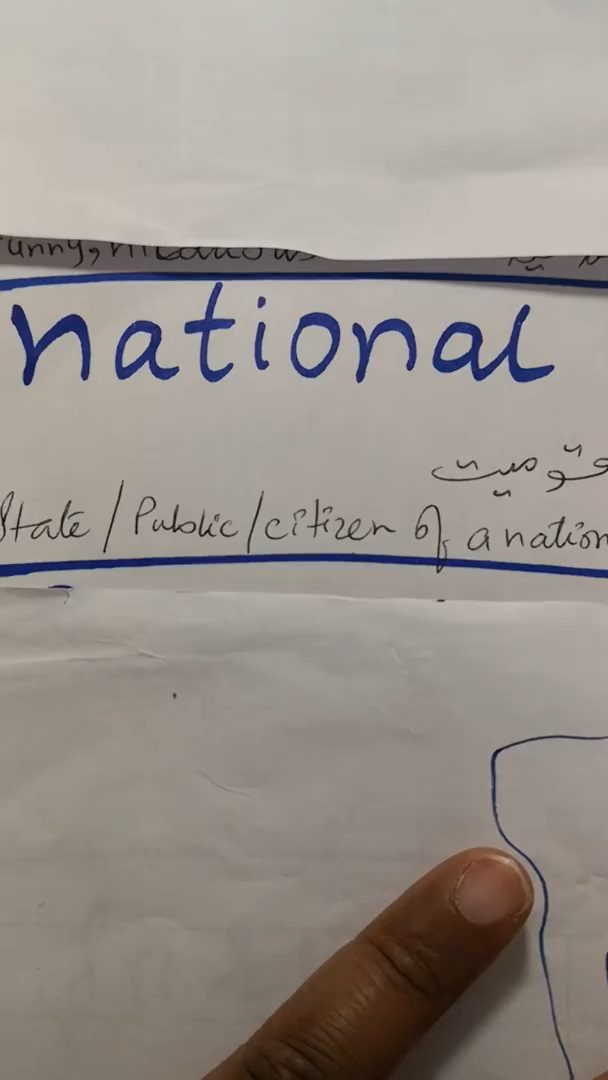 national
قومیت
State / Public / citizen of a nation